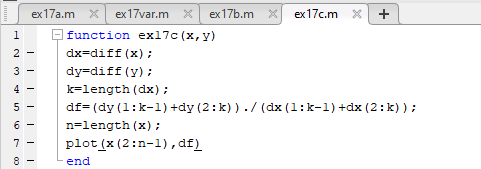 ex17a.m ex17var.m ex17b.m ex17c.m
1 function ex17c(x,y)
2 - dx=diff(x);
3 - dy=diff(y);
4 - k=length(dx);
5 - df=(dy(1:k-1)+dy(2:k))./(dx(1:k-1)+dx(2:k));
6 - n=length(x);
7 - plot(x(2:n-1),df)
8 - end